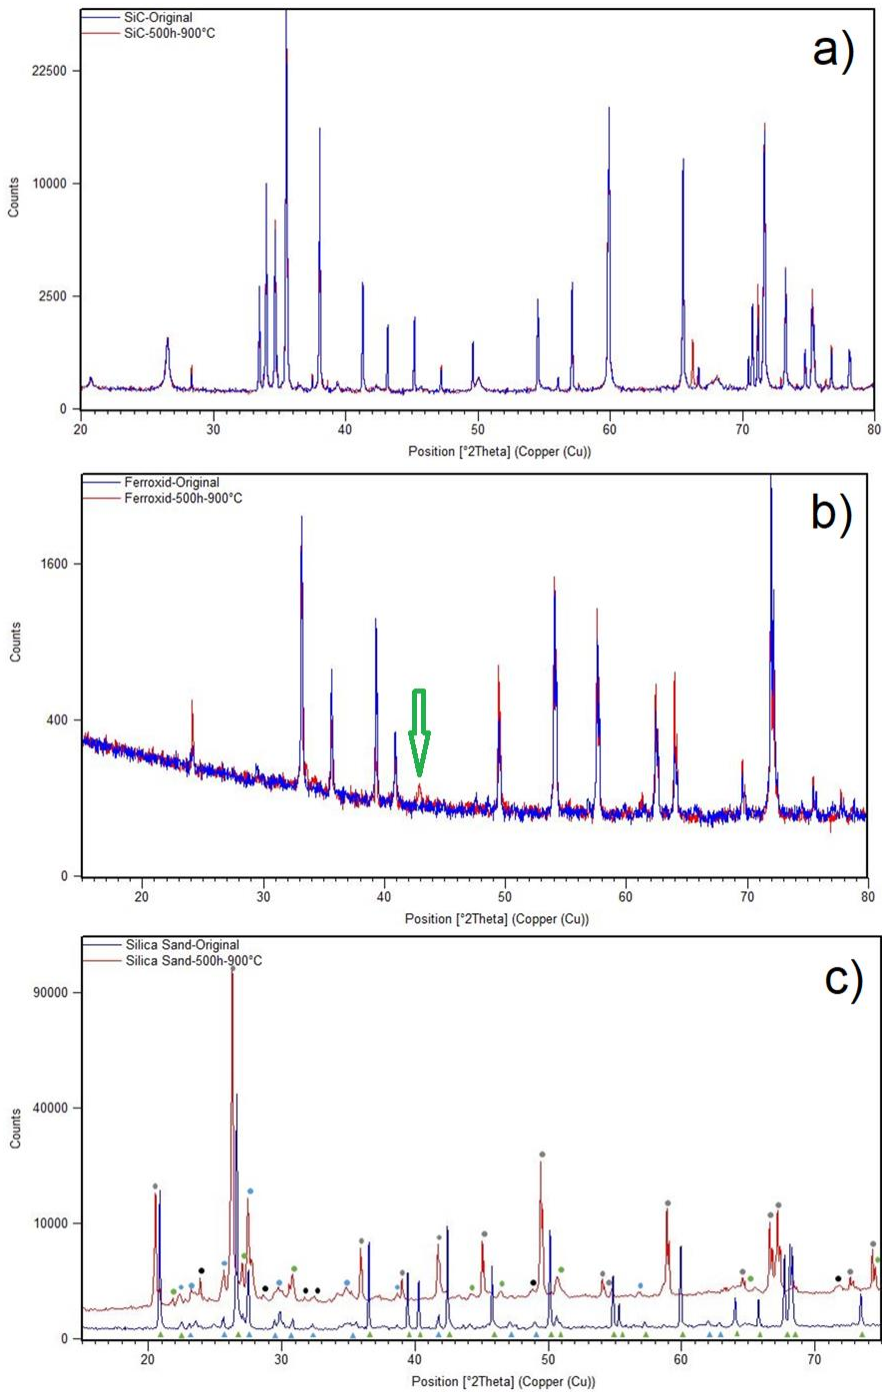 SiC-Original
SiC-500h-900°C
a)
22500
10000
2500
0
Counts
20 30 40 50 60 70 80
Position [°2Theta] (Copper (Cu))
Ferroxid-Original
Ferroxid-500h-900°C
b)
1600
400
0
Counts
20 30 40 50 60 70 80
Position [°2Theta] (Copper (Cu))
Silica Sand-Original
Silica Sand-500h-900°C
c)
90000
40000
10000
0
Counts
20 30 40 50 60 70
Position [°2Theta] (Copper (Cu))